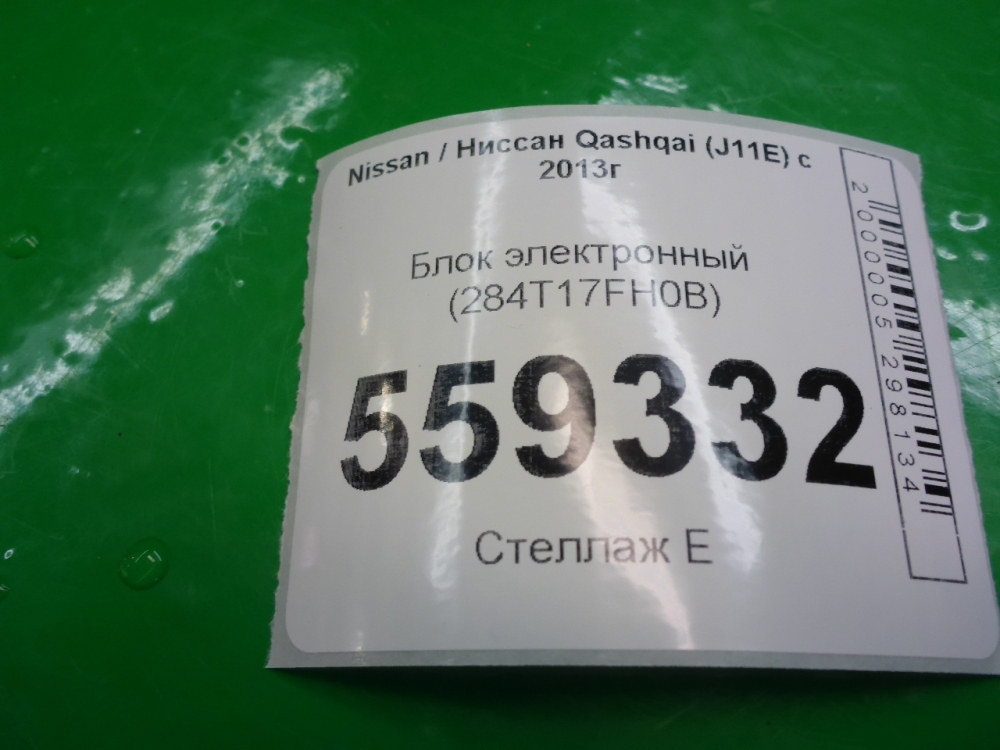 Nissan / Ниссан Qashqai (J11E) с
2013г
Блок электронный
(284T17FH0B)
559332
Стеллаж E
2000005298134